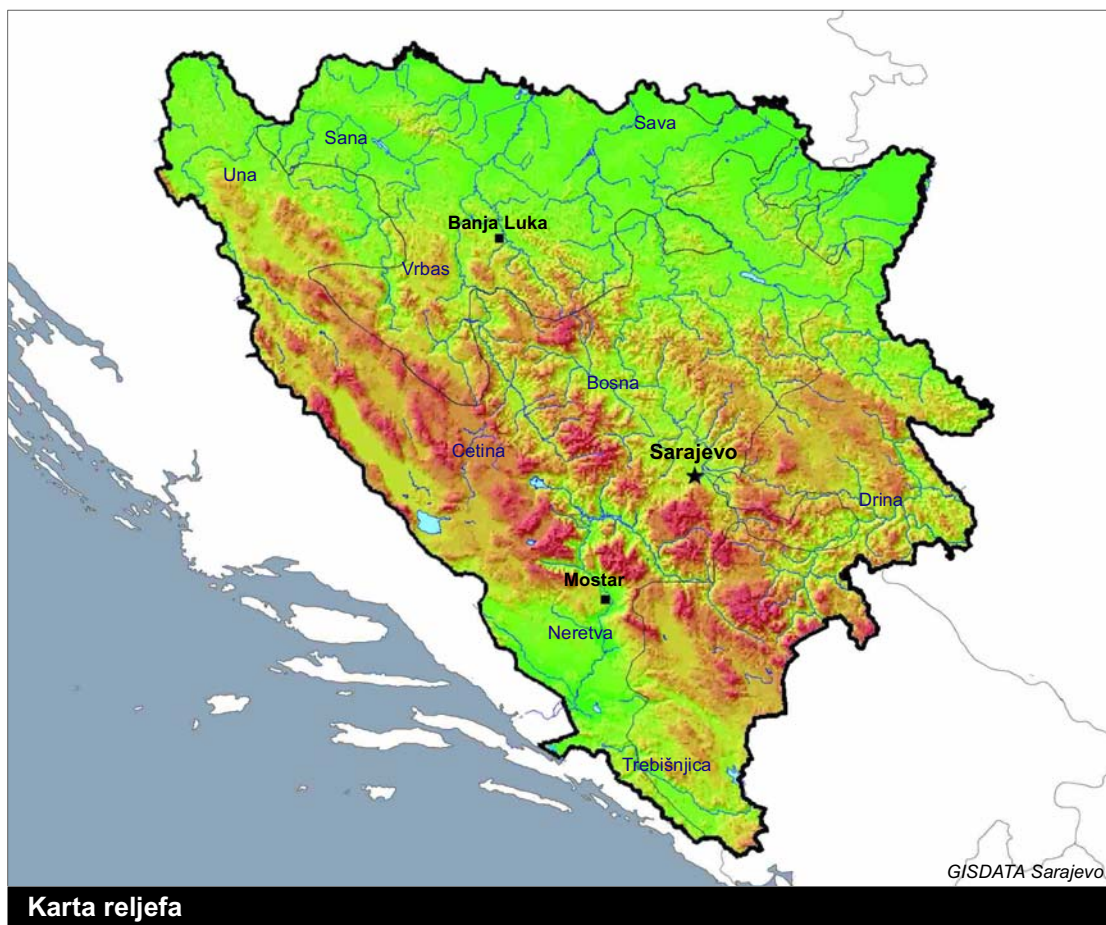 Sava
Sana
Una
Banja Luka
Vrbas
Bosna
Cetina
Sarajevo
Drina
Mostar
Neretva
Trebišnjica
GISDATA Sarajevo
Karta reljefa